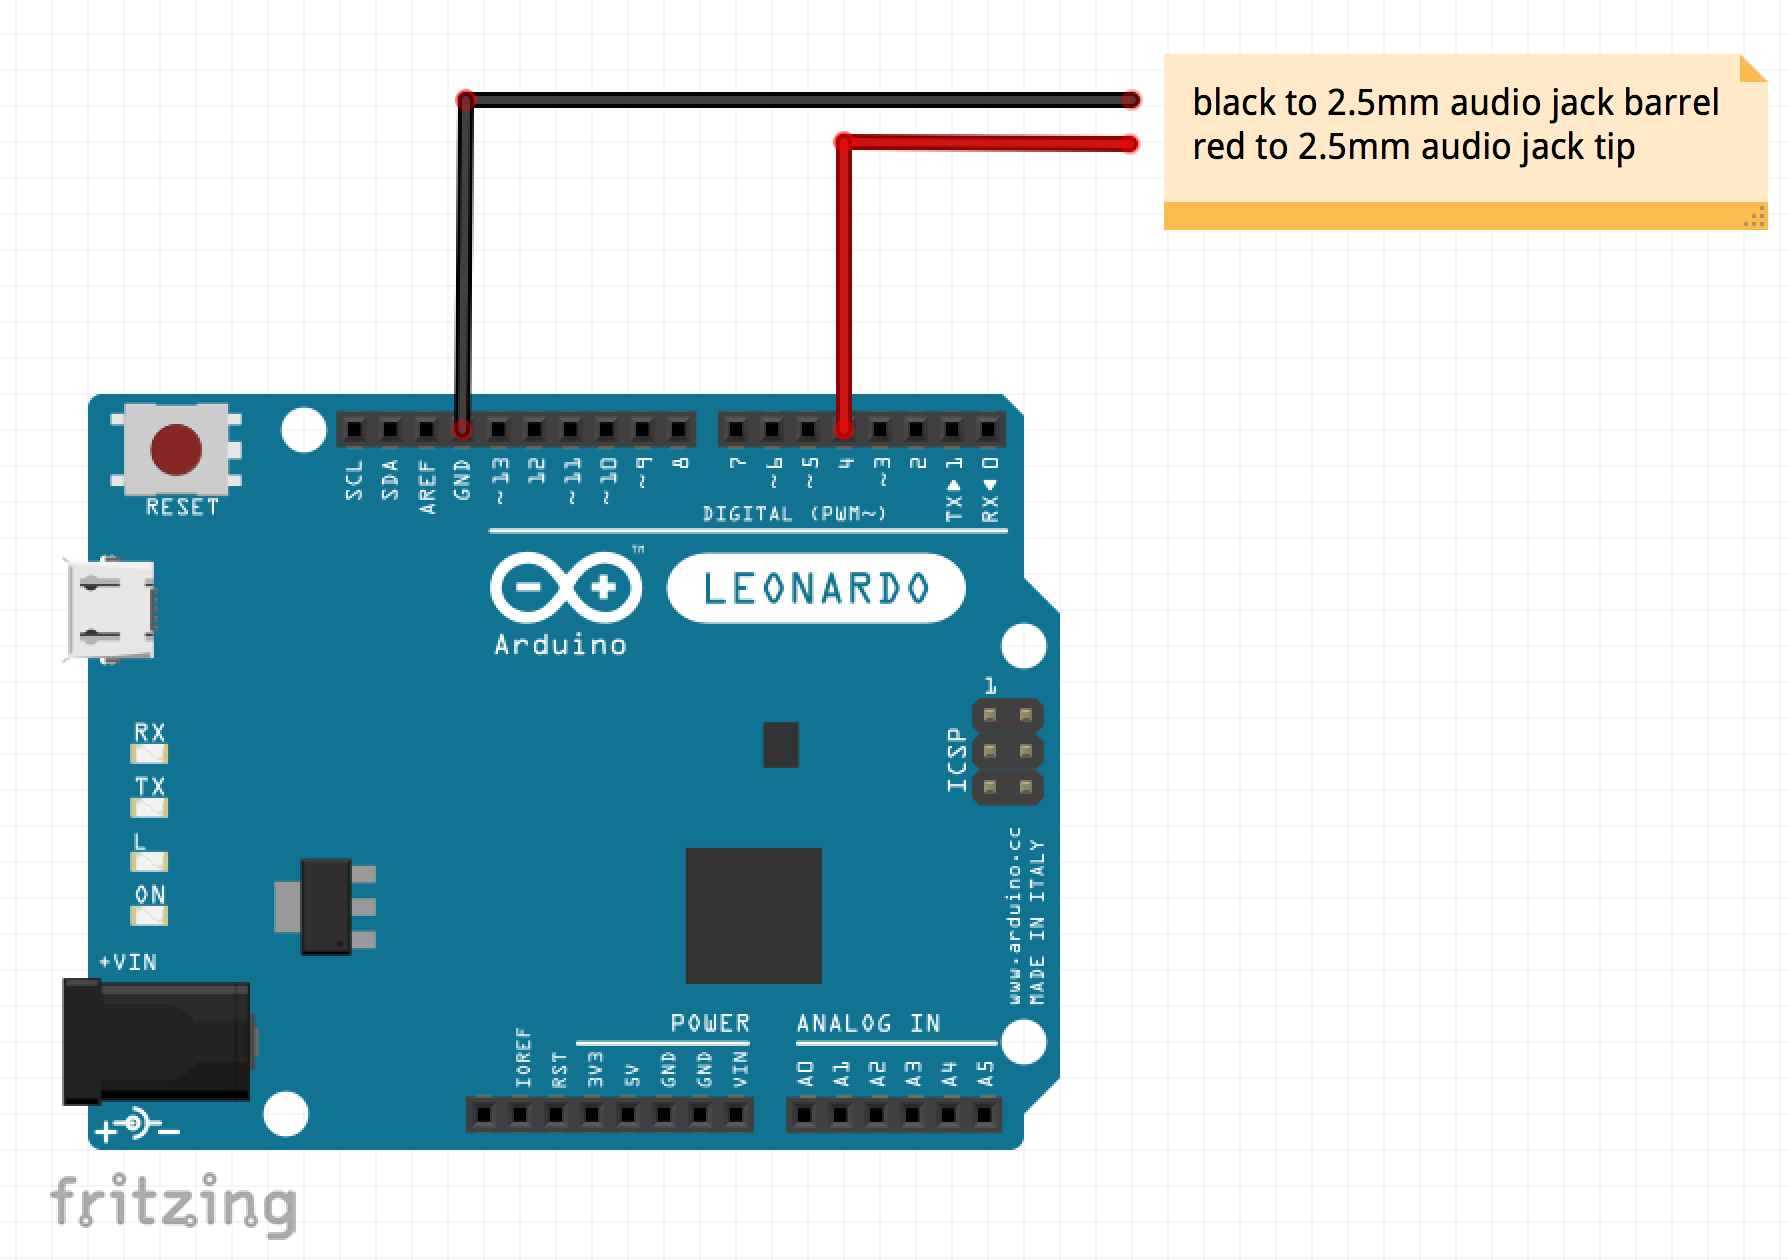 black to 2.5mm audio jack barrel
red to 2.5mm audio jack tip
RESET
SCL
SDA
AREF
GND
~13
12
~11
~10
~9
8
7
~6
~5
4
~3
2
TX▶1
RX◀0
DIGITAL (PWM~)
TM
LEONARDO
Arduino
1
ICSP
RX
TX
L
ON
www.arduino.cc
MADE IN ITALY
+VIN
POWER
ANALOG IN
IOREF
RST
3V3
5V
GND
GND
VIN
A0
A1
A2
A3
A4
A5
fritzing